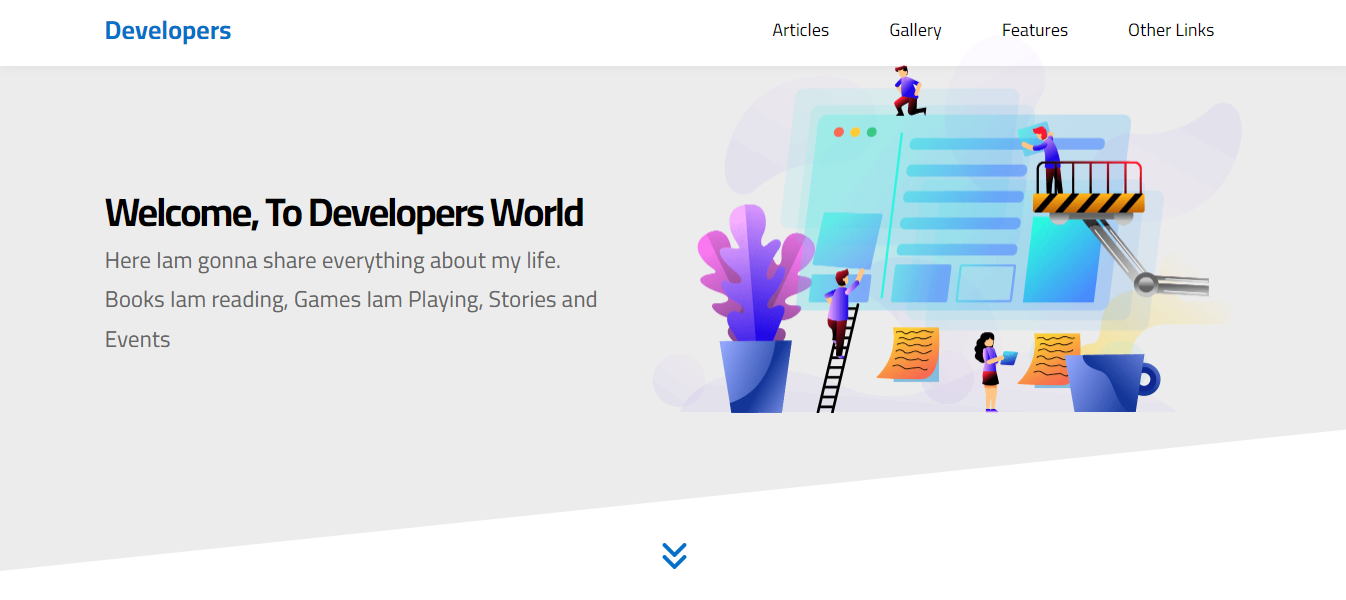 Developers
Articles
Gallery
Features
Other Links
Welcome, To Developers World
Here Iam gonna share everything about my life.
Books Iam reading, Games Iam Playing, Stories and
Events